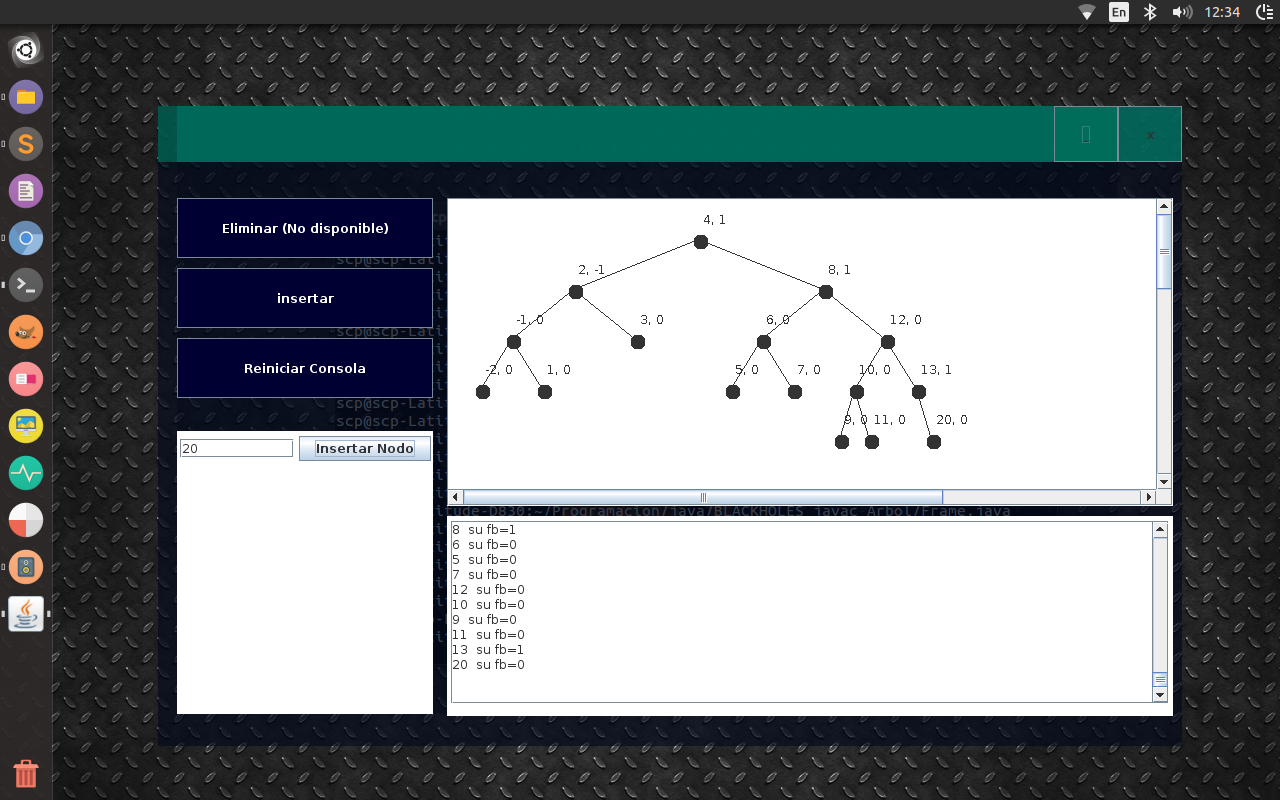 En 12:34
x
Eliminar (No disponible)
insertar
Reiniciar Consola
20 Insertar Nodo
4, 1
2, -1 8, 1
-1, 0 3, 0 6, 0 12, 0
-2, 0 1, 0 5, 0 7, 0 10, 0 13, 1
9, 0 11, 0 20, 0
scp@scp-Lati
scp@scp-Lati
scp@scp-Lati
scp@scp-Lati
itude-D830:~/Programacion/java/BLACKHOLES javac Arbol/Frame.java
8 su fb=1
6 su fb=0
5 su fb=0
7 su fb=0
12 su fb=0
10 su fb=0
9 su fb=0
11 su fb=0
13 su fb=1
20 su fb=0